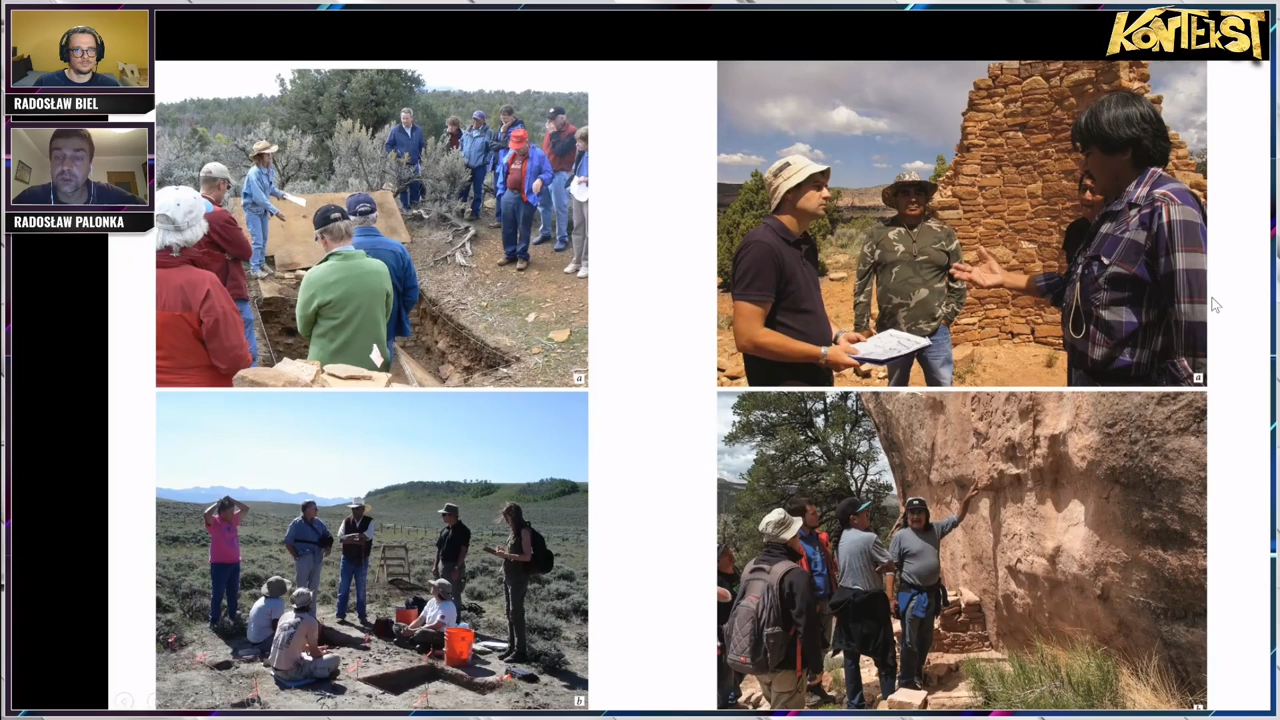 KONTEKST
RADOSŁAW BIEL
RADOSŁAW PALONKA
a
a
b